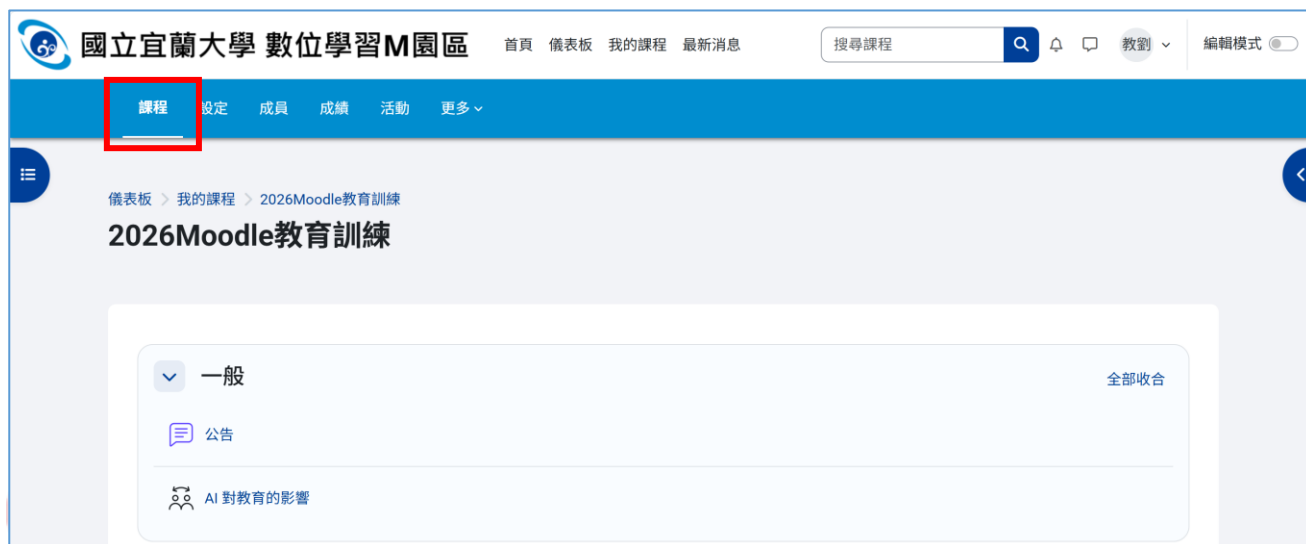 國立宜蘭大學 數位學習M園區 首頁 儀表板 我的課程 最新消息 搜尋課程 教劉 編輯模式
課程 設定 成員 成績 活動 更多
儀表板 > 我的課程 > 2026Moodle教育訓練
2026Moodle教育訓練
一般 全部收合
公告
AI 對教育的影響